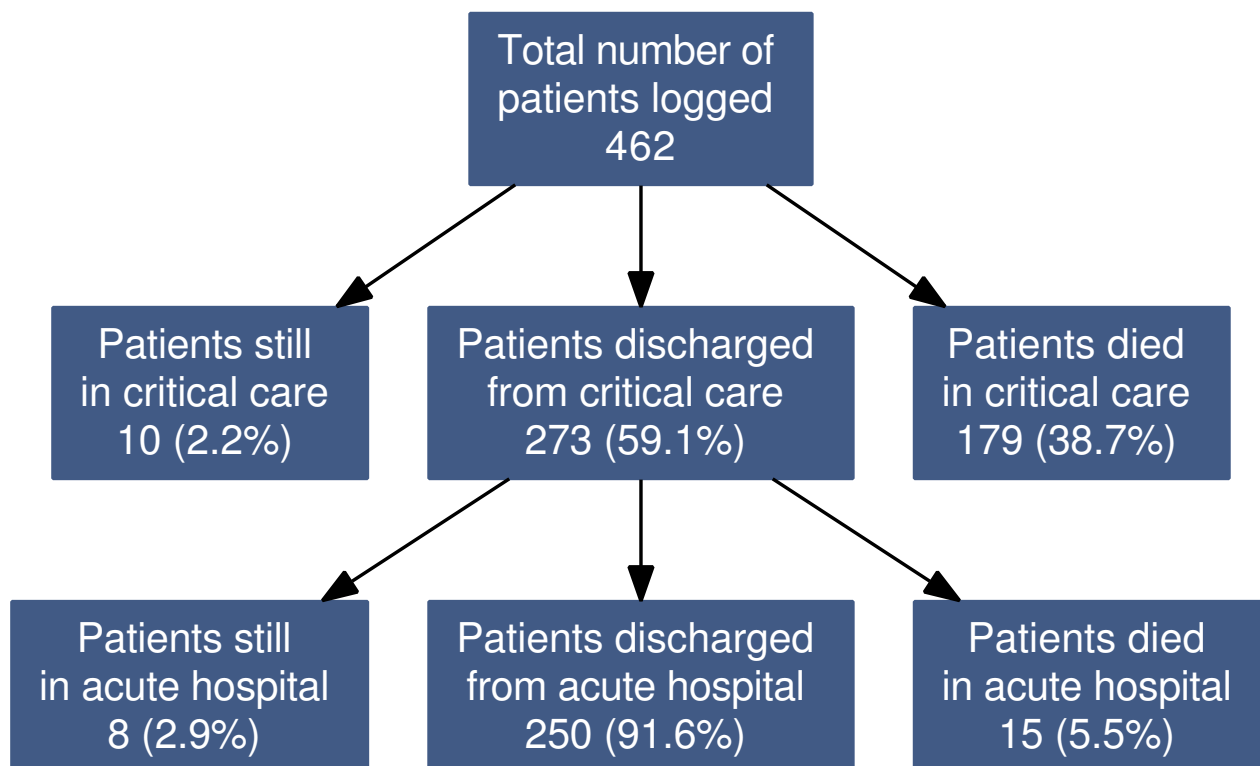 Total number of
patients logged
462
Patients still
in critical care
10 (2.2%)
Patients discharged
from critical care
273 (59.1%)
Patients died
in critical care
179 (38.7%)
Patients still
in acute hospital
8 (2.9%)
Patients discharged
from acute hospital
250 (91.6%)
Patients died
in acute hospital
15 (5.5%)